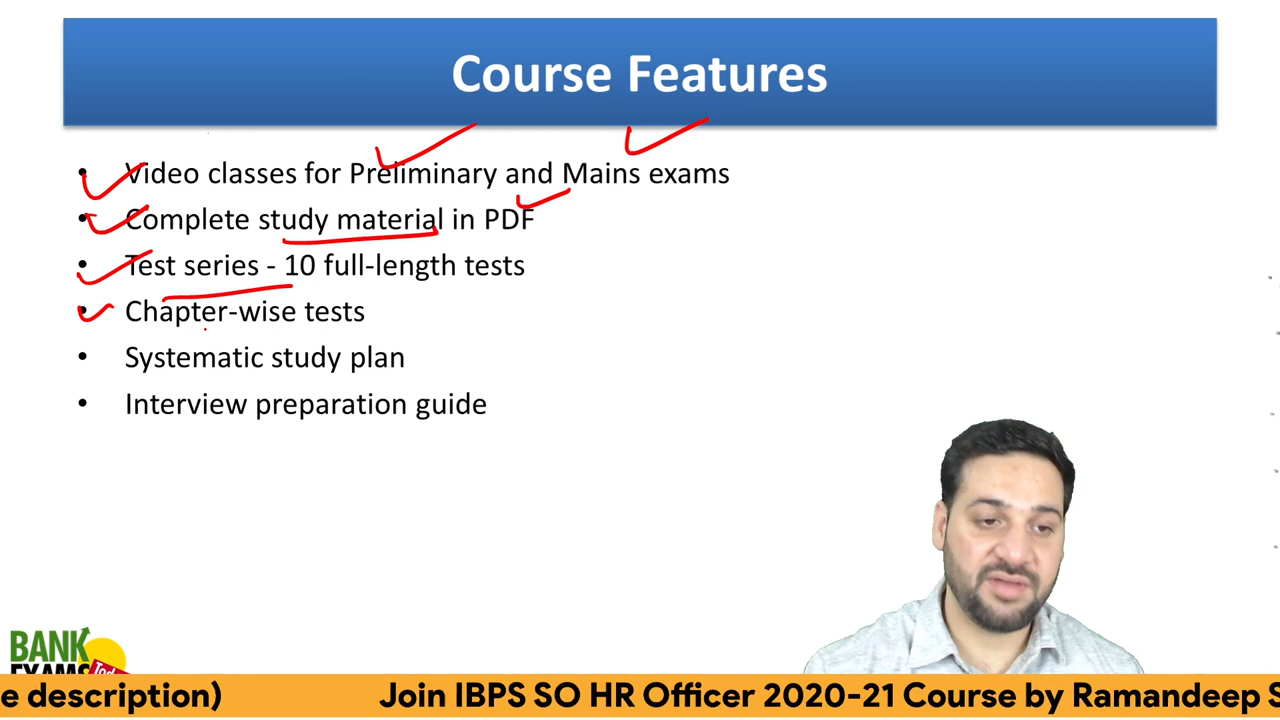 Course Features
• Video classes for Preliminary and Mains exams
• Complete study material in PDF
• Test series - 10 full-length tests
• Chapter-wise tests
• Systematic study plan
• Interview preparation guide
BANK
EXAMS
Today
e description) Join IBPS SO HR Officer 2020-21 Course by Ramandeep S